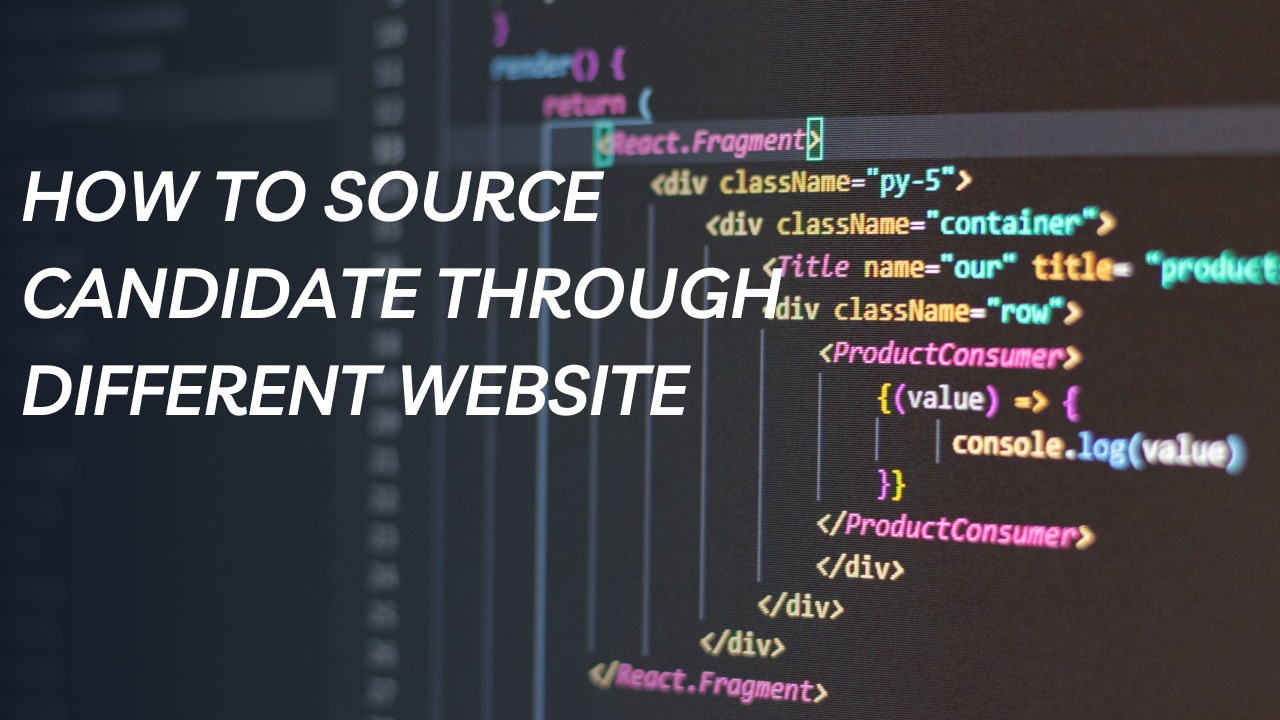 }
render() {
return (
<React.Fragment>
<div className="py-5">
<div className="container">
<Title name="our" title= "product
<div className="row">
<ProductConsumer>
{(value) => {
console.log(value)
}}
</ProductConsumer>
</div>
</div>
</div>
</React.Fragment>
HOW TO SOURCE
CANDIDATE THROUGH
DIFFERENT WEBSITE